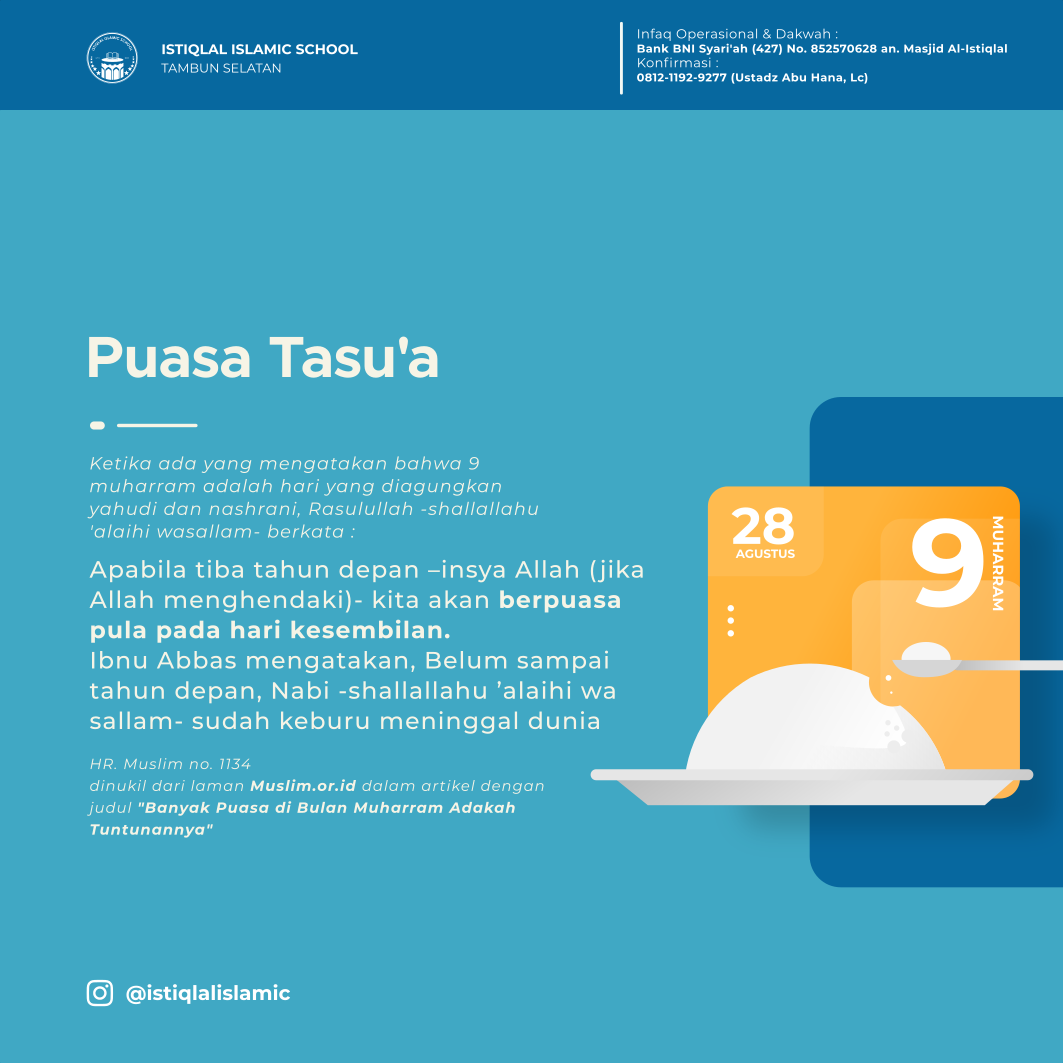 ISTIQLAL ISLAMIC SCHOOL
TAMBUN SELATAN
Infaq Operasional & Dakwah :
Bank BNI Syari'ah (427) No. 852570628 an. Masjid Al-Istiqlal
Konfirmasi :
0812-1192-9277 (Ustadz Abu Hana, Lc)
Puasa Tasu'a
Ketika ada yang mengatakan bahwa 9
muharram adalah hari yang diagungkan
yahudi dan nashrani, Rasulullah -shallallahu
'alaihi wasallam- berkata :
Apabila tiba tahun depan –insya Allah (jika
Allah menghendaki)- kita akan berpuasa
pula pada hari kesembilan.
Ibnu Abbas mengatakan, Belum sampai
tahun depan, Nabi -shallallahu ’alaihi wa
sallam- sudah keburu meninggal dunia
HR. Muslim no. 1134
dinukil dari laman Muslim.or.id dalam artikel dengan
judul "Banyak Puasa di Bulan Muharram Adakah
Tuntunannya"
28
AGUSTUS
9
MUHARRAM
@istiqlalislamic